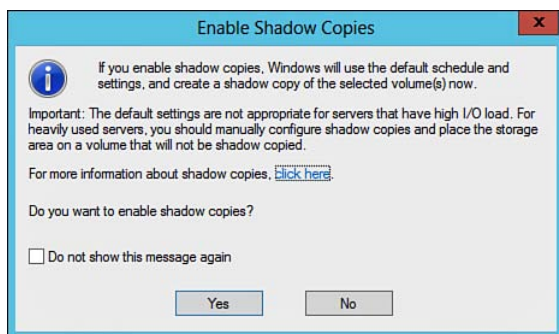 Enable Shadow Copies
x
If you enable shadow copies, Windows will use the default schedule and
settings, and create a shadow copy of the selected volume(s) now.
Important: The default settings are not appropriate for servers that have high I/O load. For
heavily used servers, you should manually configure shadow copies and place the storage
area on a volume that will not be shadow copied.
For more information about shadow copies, click here.
Do you want to enable shadow copies?
Do not show this message again
Yes No